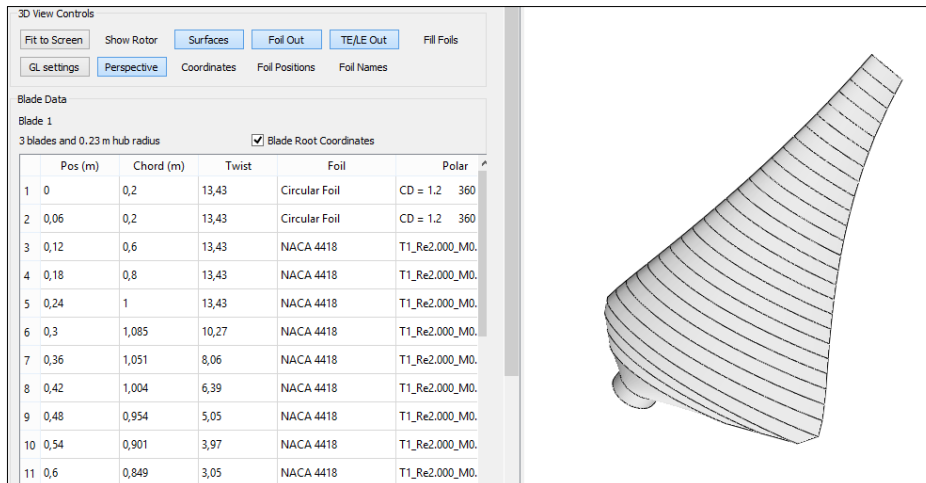 3D View Controls
Fit to Screen Show Rotor Surfaces Foil Out TE/LE Out Fill Foils
GL settings Perspective Coordinates Foil Positions Foil Names
Blade Data
Blade 1
3 blades and 0.23 m hub radius Blade Root Coordinates
Pos (m) Chord (m) Twist Foil Polar
1 0 0,2 13,43 Circular Foil CD = 1.2 360
2 0,06 0,2 13,43 Circular Foil CD = 1.2 360
3 0,12 0,6 13,43 NACA 4418 T1_Re2.000_M0.
4 0,18 0,8 13,43 NACA 4418 T1_Re2.000_M0.
5 0,24 1 13,43 NACA 4418 T1_Re2.000_M0.
6 0,3 1,085 10,27 NACA 4418 T1_Re2.000_M0.
7 0,36 1,051 8,06 NACA 4418 T1_Re2.000_M0.
8 0,42 1,004 6,39 NACA 4418 T1_Re2.000_M0.
9 0,48 0,954 5,05 NACA 4418 T1_Re2.000_M0.
10 0,54 0,901 3,97 NACA 4418 T1_Re2.000_M0.
11 0,6 0,849 3,05 NACA 4418 T1_Re2.000_M0.